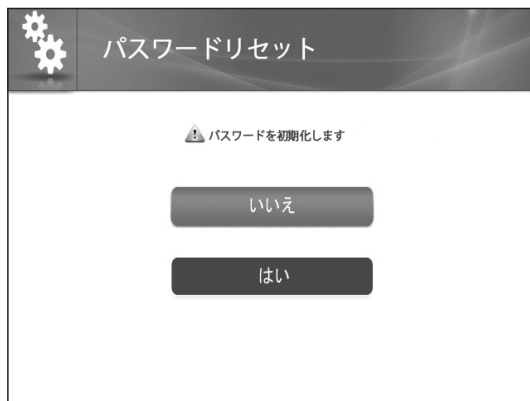 パスワードリセット
パスワードを初期化します
いいえ
はい